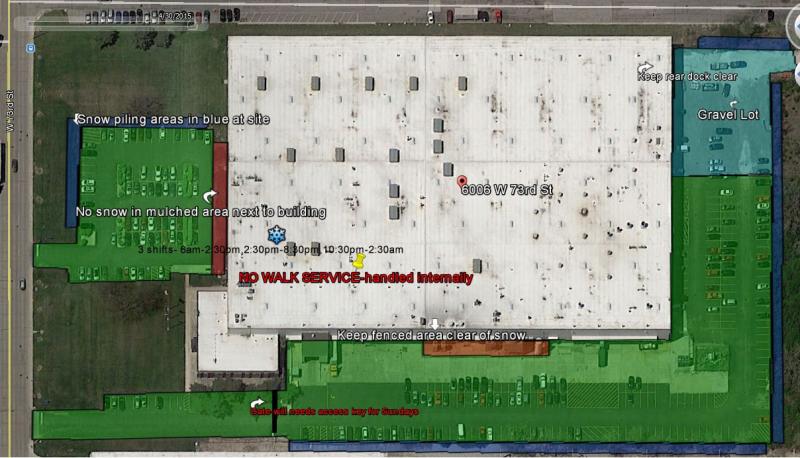 4/30/2015
W 73rd St
Keep rear dock clear
Gravel Lot
Snow piling areas in blue at site
6006 W 73rd St
No snow in mulched area next to building
3 shifts- 6am-2:30pm,2:30pm-8:30pm,10:30pm-2:30am
NO WALK SERVICE-handled internally
Keep fenced area clear of snow
Gate will needs access key for Sundays